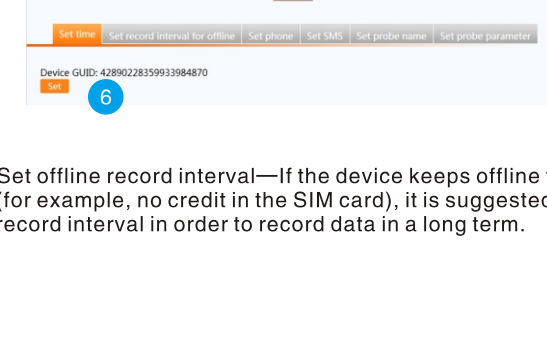 Set time Set record interval for offline Set phone Set SMS Set probe name Set probe parameter
Device GUID: 42890228359933984870
Set
6
Set offline record interval—If the device keeps offline
(for example, no credit in the SIM card), it is suggested
record interval in order to record data in a long term.